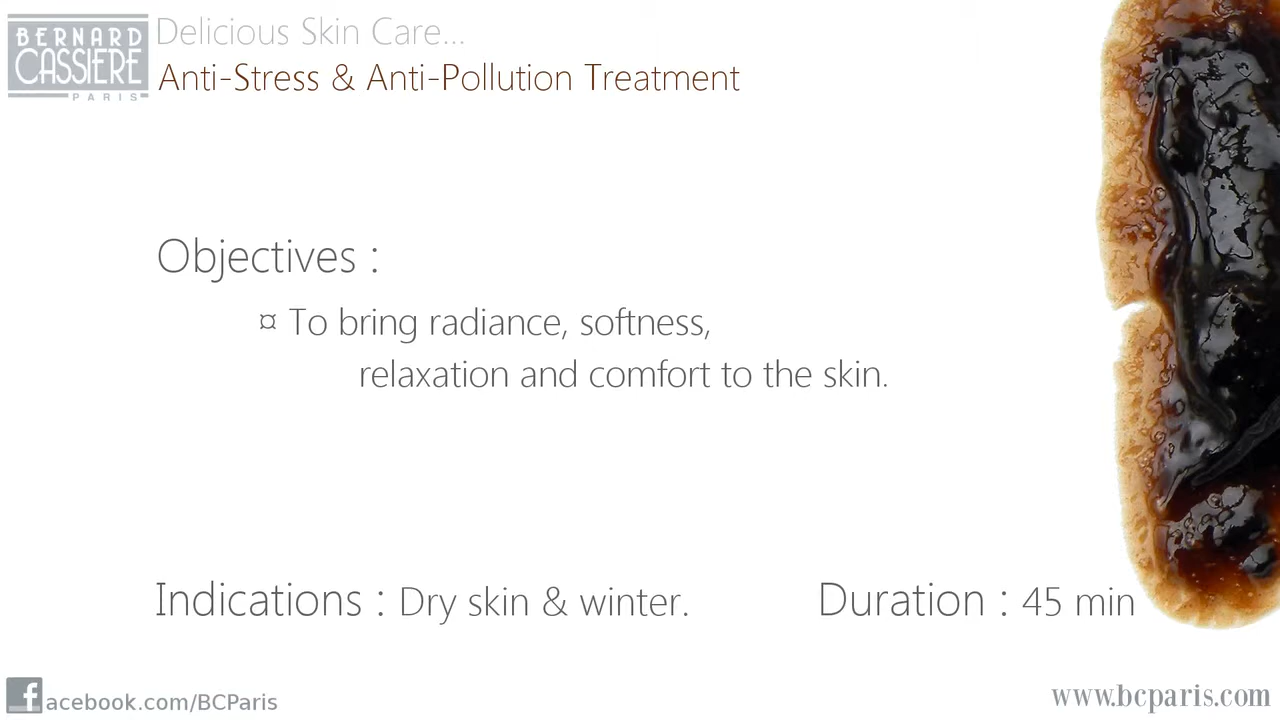 BERNARD
CASSIERE
PARIS
Delicious Skin Care...
Anti-Stress & Anti-Pollution Treatment
Objectives :
¤ To bring radiance, softness,
relaxation and comfort to the skin.
Indications : Dry skin & winter.
Duration : 45 min
facebook.com/BCParis
www.bcparis.com